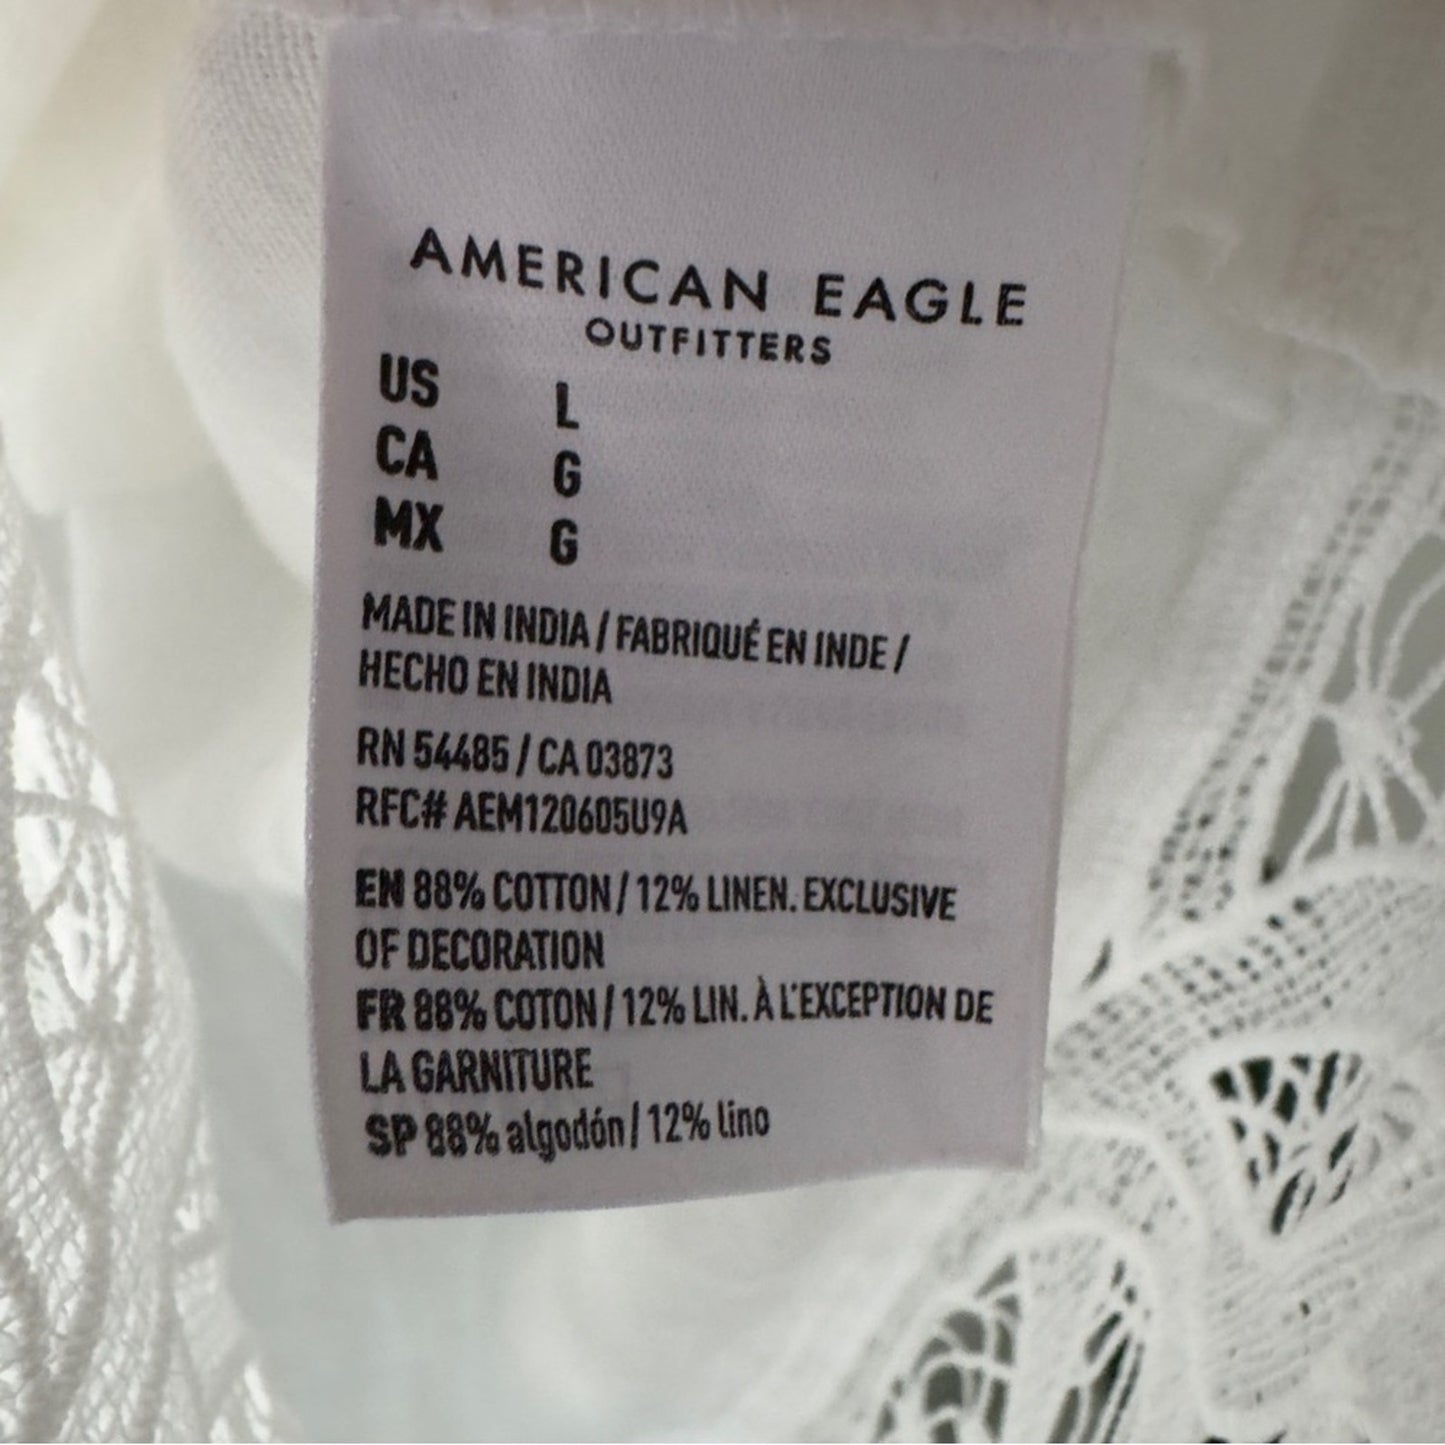 AMERICAN EAGLE
OUTFITTERS
US L
CA G
MX G
MADE IN INDIA / FABRIQUÉ EN INDE /
HECHO EN INDIA
RN 54485 / CA 03873
RFC# AEM120605U9A
EN 88% COTTON / 12% LINEN. EXCLUSIVE
OF DECORATION
FR 88% COTON / 12% LIN. À L'EXCEPTION DE
LA GARNITURE
SP 88% algodón / 12% lino